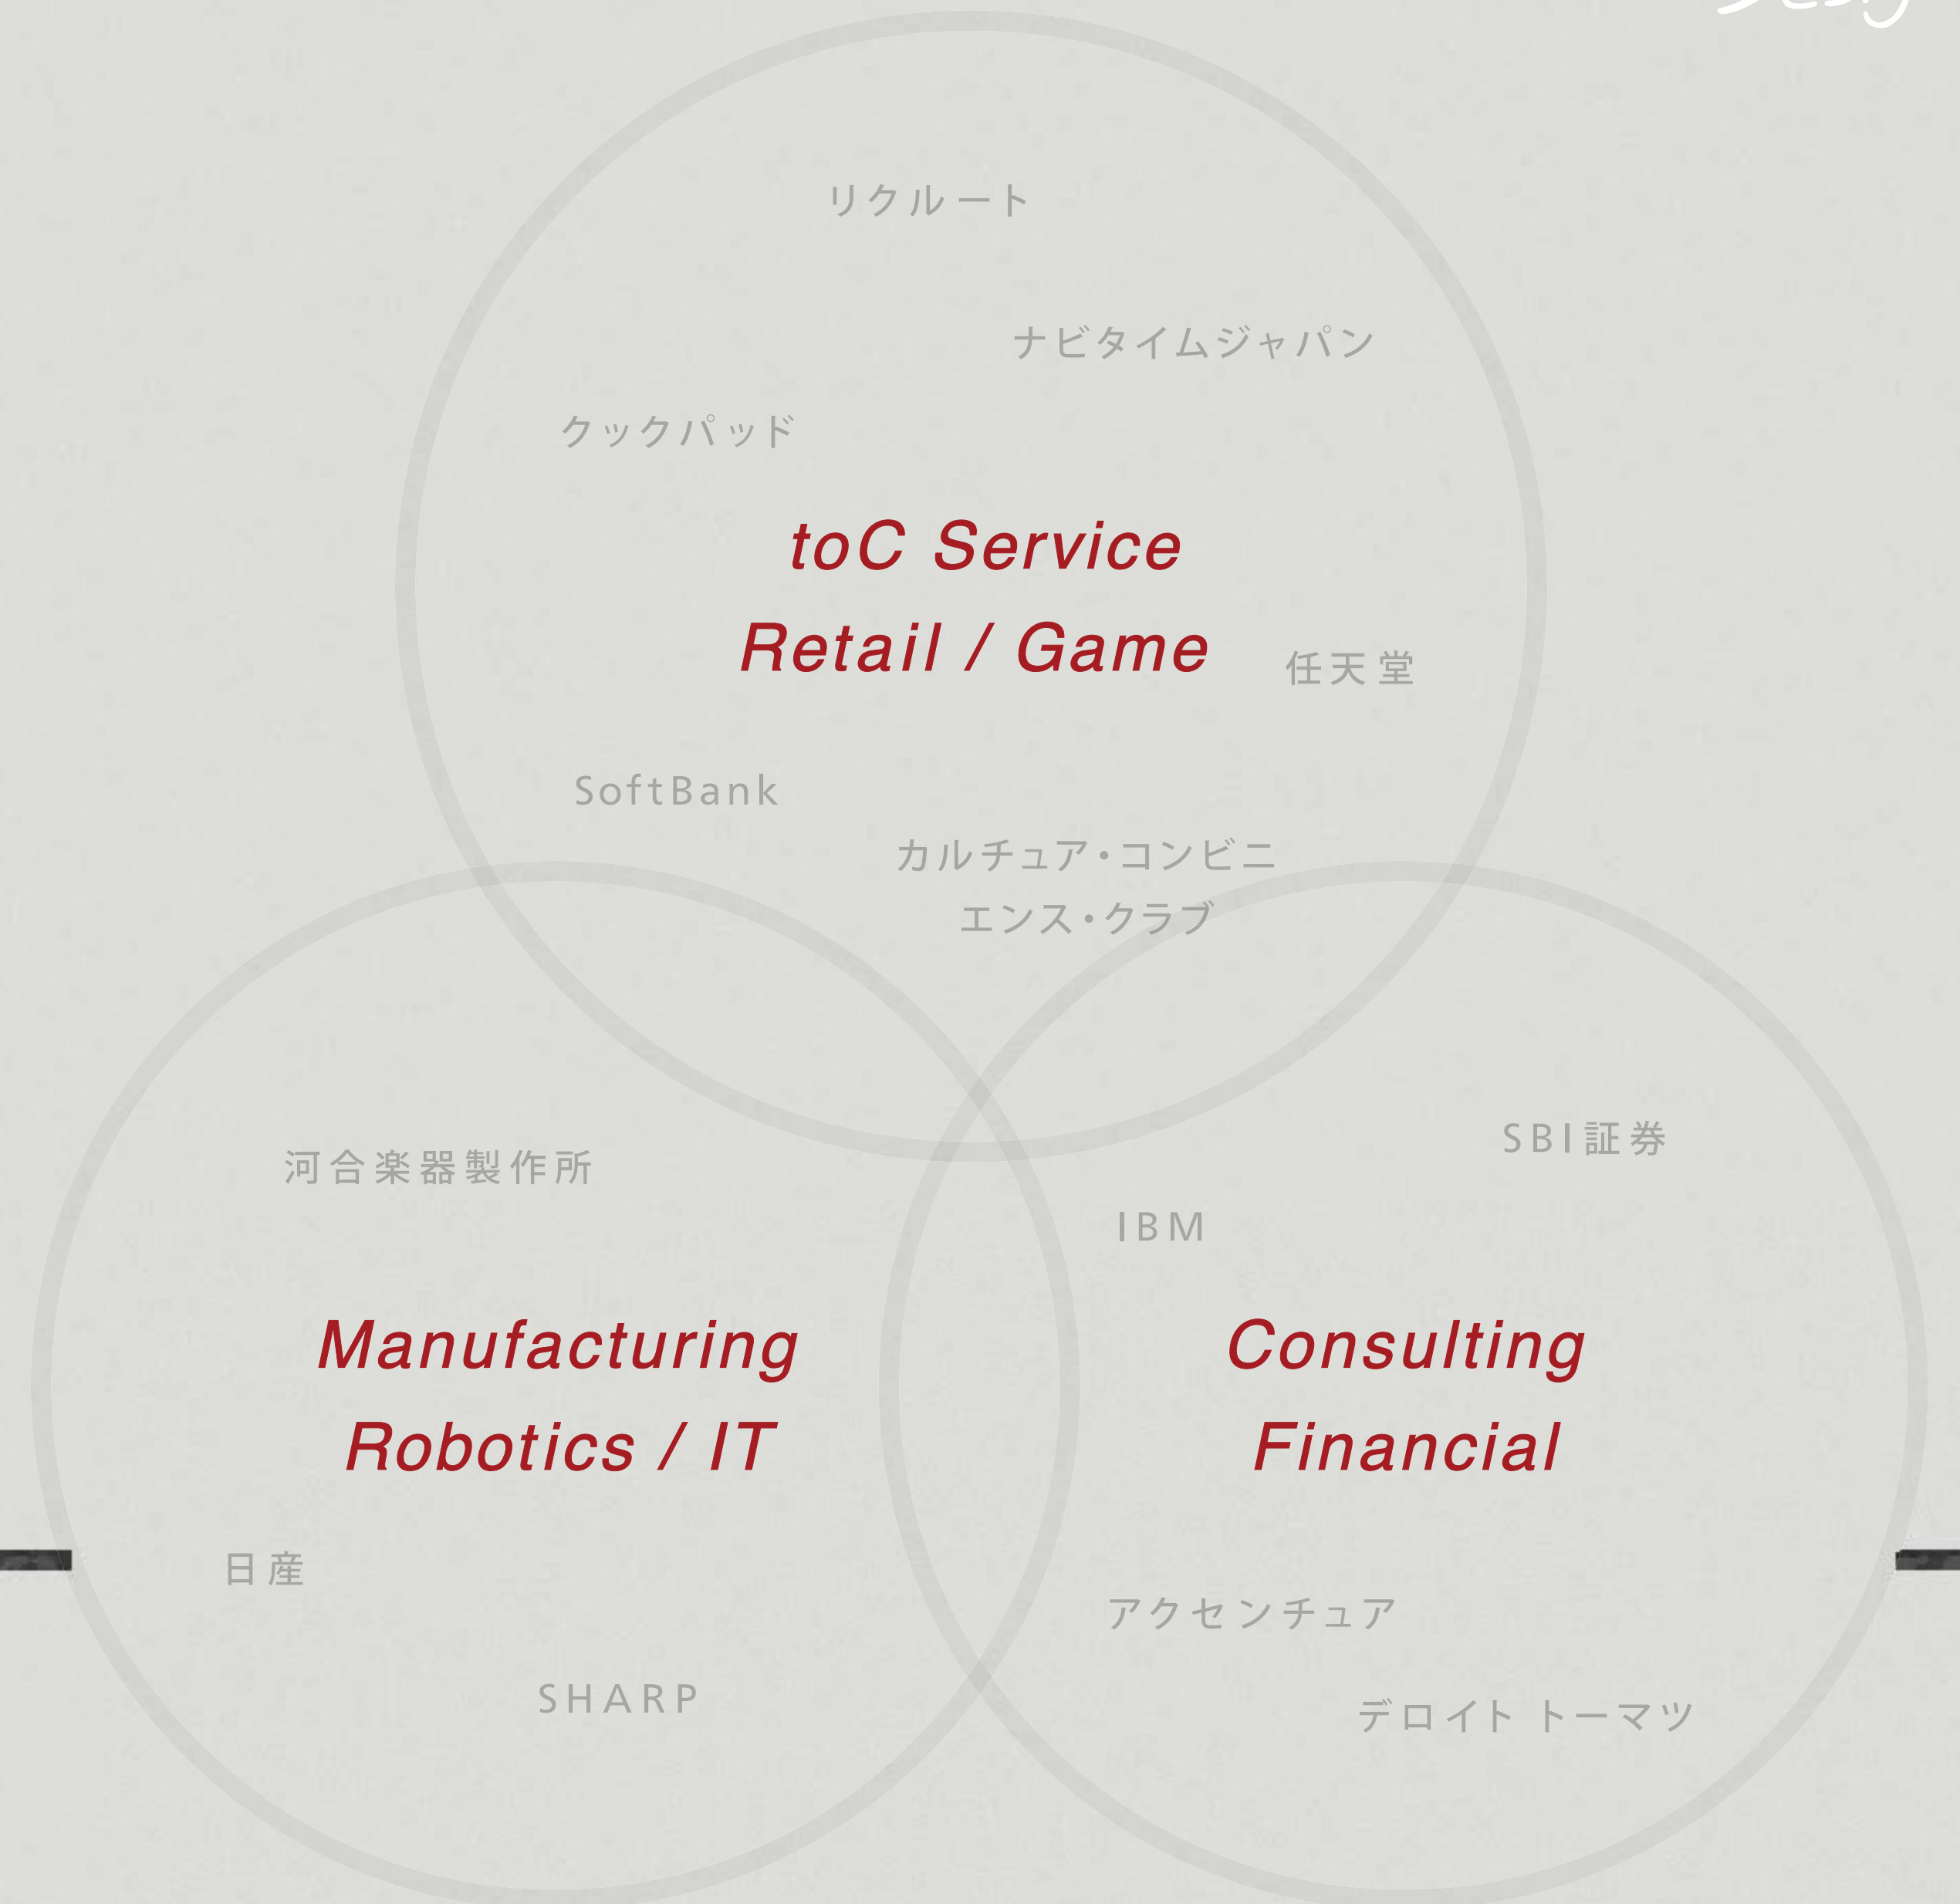 リクルート
ナビタイムジャパン
クックパッド
toC Service
Retail / Game
任天堂
SoftBank
カルチュア・コンビニ
エンス・クラブ
河合楽器製作所
SBI証券
IBM
Manufacturing
Robotics / IT
Consulting
Financial
日産
アクセンチュア
SHARP
デロイト トーマツ